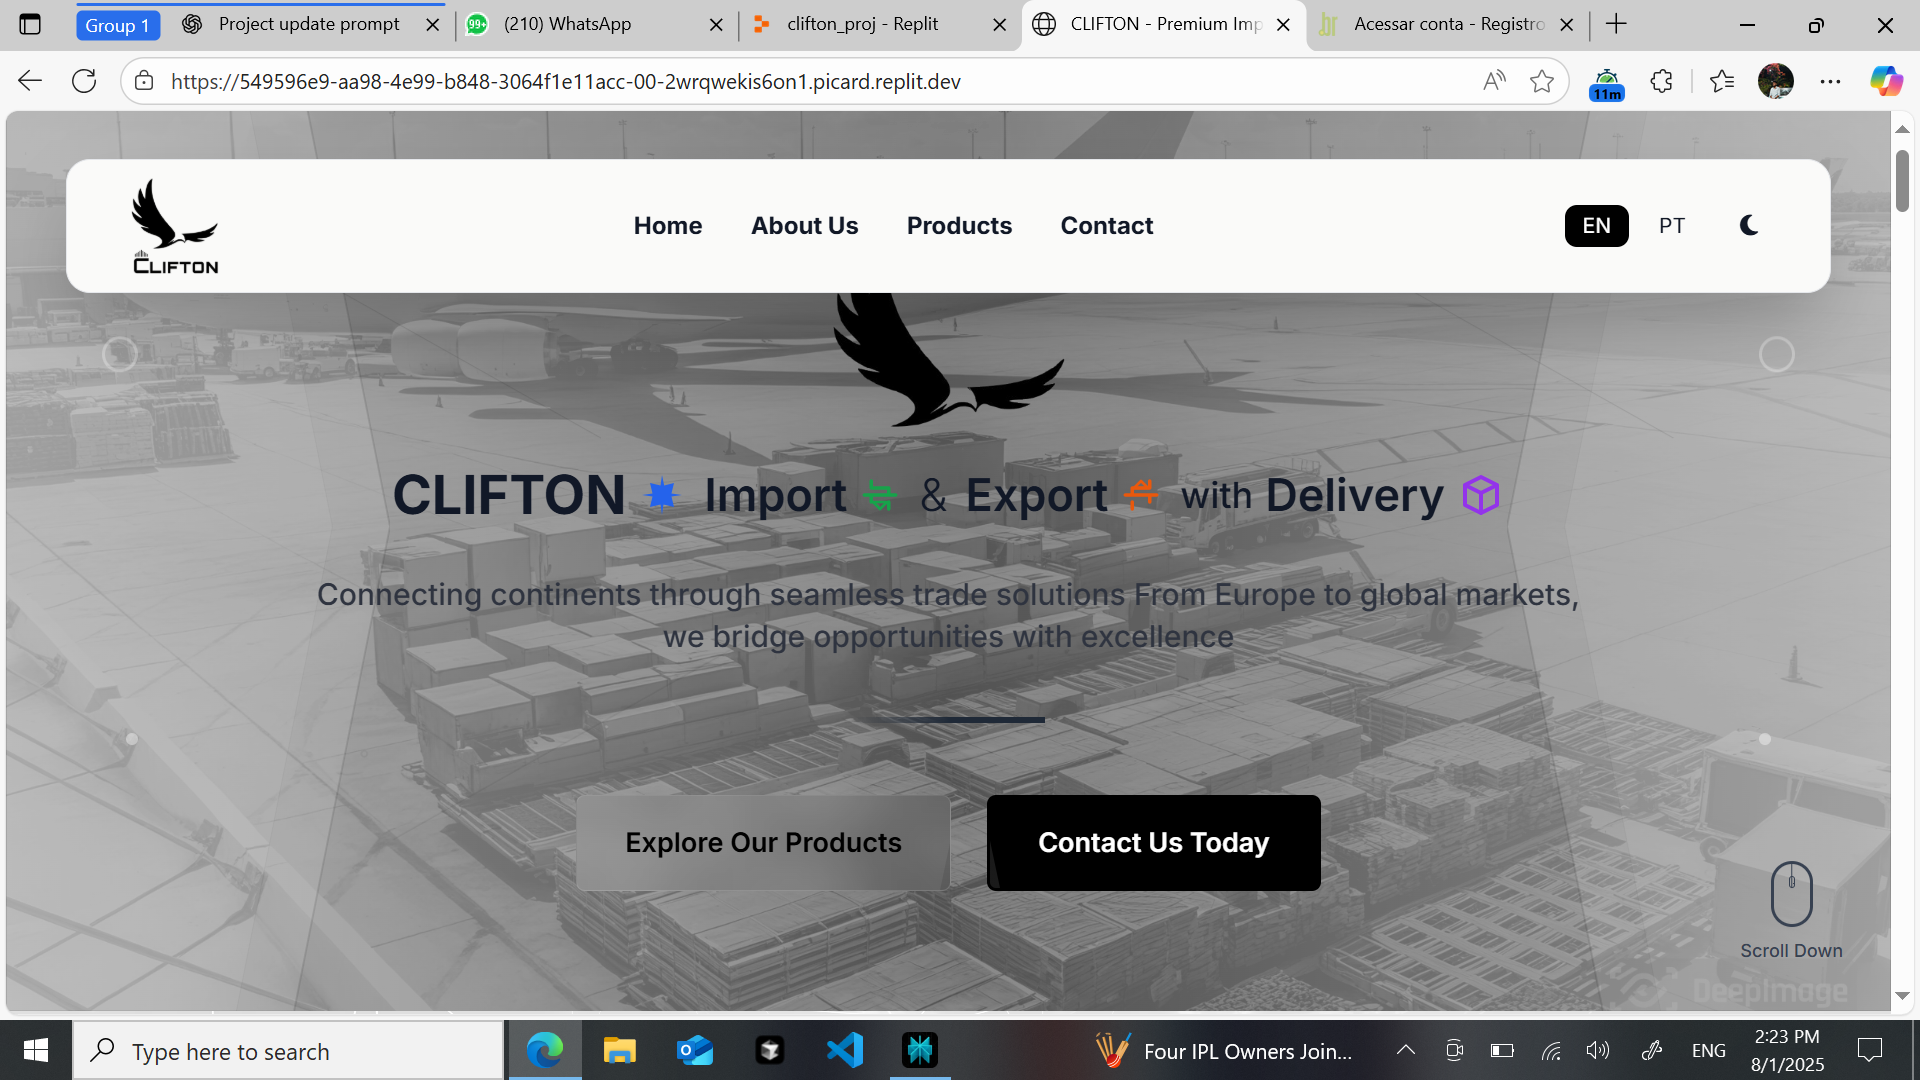 Group 1
Project update prompt
99+
(210) WhatsApp
clifton_proj - Replit
CLIFTON - Premium Imp
Acessar conta - Registro
https://549596e9-aa98-4e99-b848-3064f1e11acc-00-2wrqwekis6on1.picard.replit.dev
11m
CLIFTON
Home
About Us
Products
Contact
EN
PT
CLIFTON Import & Export with Delivery
Connecting continents through seamless trade solutions From Europe to global markets,
we bridge opportunities with excellence
Explore Our Products
Contact Us Today
Scroll Down
DeepImage
Type here to search
Four IPL Owners Join...
ENG
2:23 PM
8/1/2025